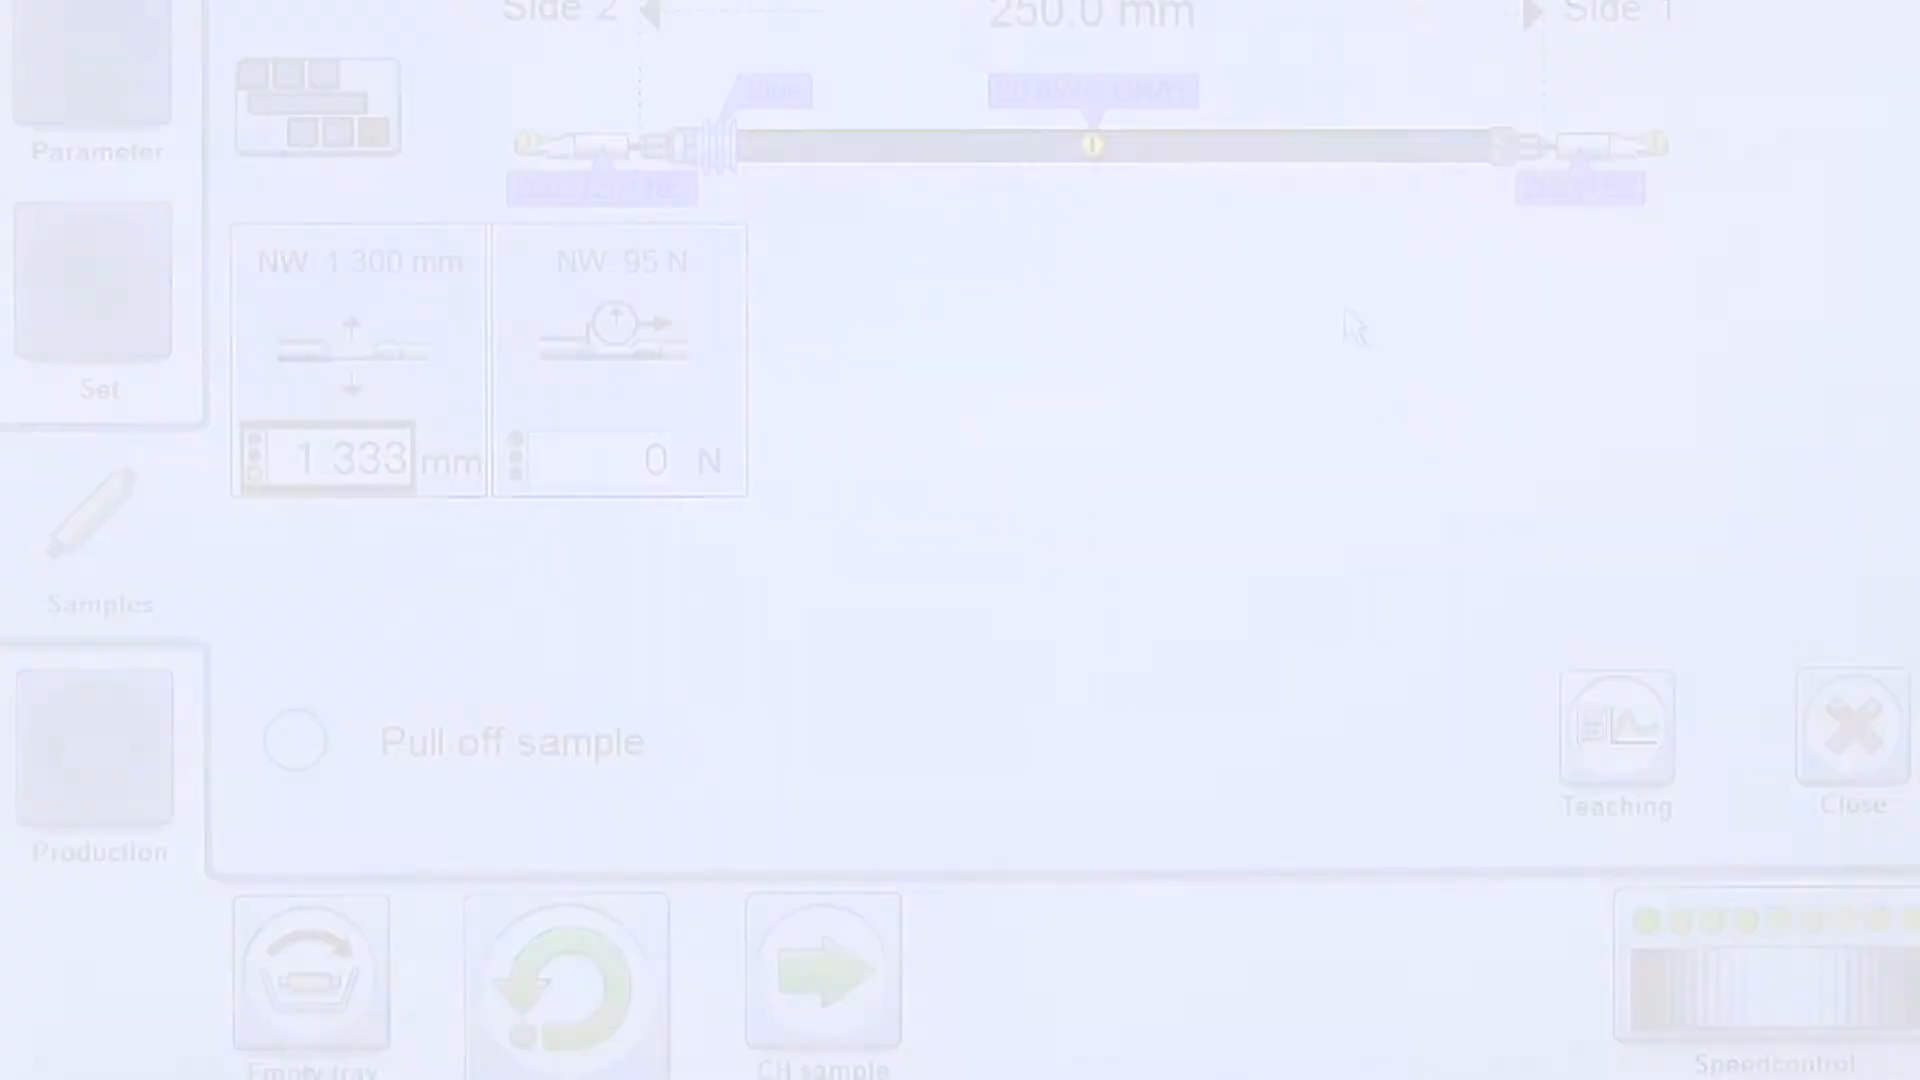 Side 2
250.0 mm
Side 1
Parameter
NW 1.300 mm
NW 95 N
Set
1.333 mm
0 N
Samples
Pull off sample
Teaching
Close
Production
Empty tray
CH sample
Speedcontrol